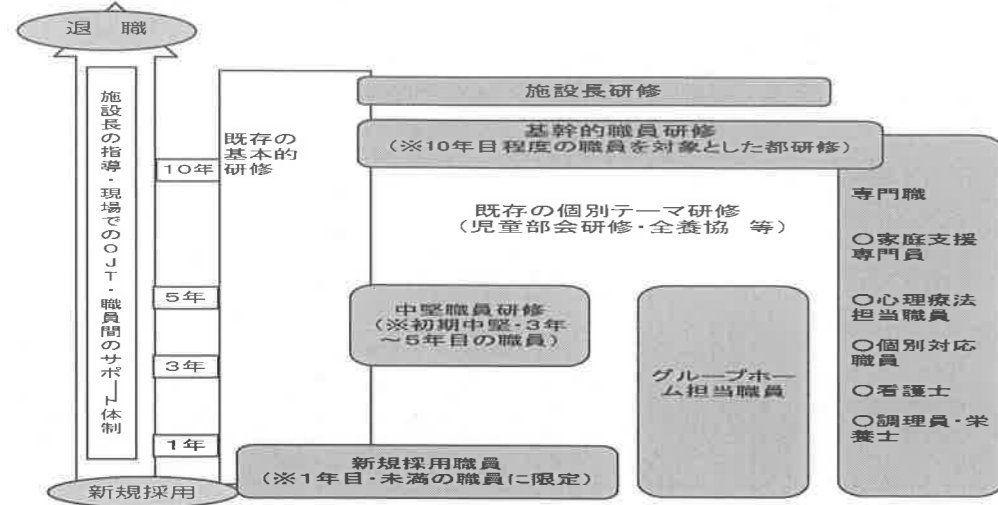 退　職
施設長の指導・現場でのＯＪＴ・職員間のサポート体制
10年
5年
3年
1年
新規採用
既存の
基本的
研修
施設長研修
基幹的職員研修
（※10年目程度の職員を対象とした都研修）
既存の個別テーマ研修
（児童部会研修・全養協　等）
中堅職員研修
（※初期中堅・3年
～5年目の職員）
グループホー
ム担当職員
新規採用職員
（※1年目・未満の職員に限定）
専門職
〇家庭支援
専門員
〇心理療法
担当職員
〇個別対応
職員
〇看護士
〇調理員・栄
養士